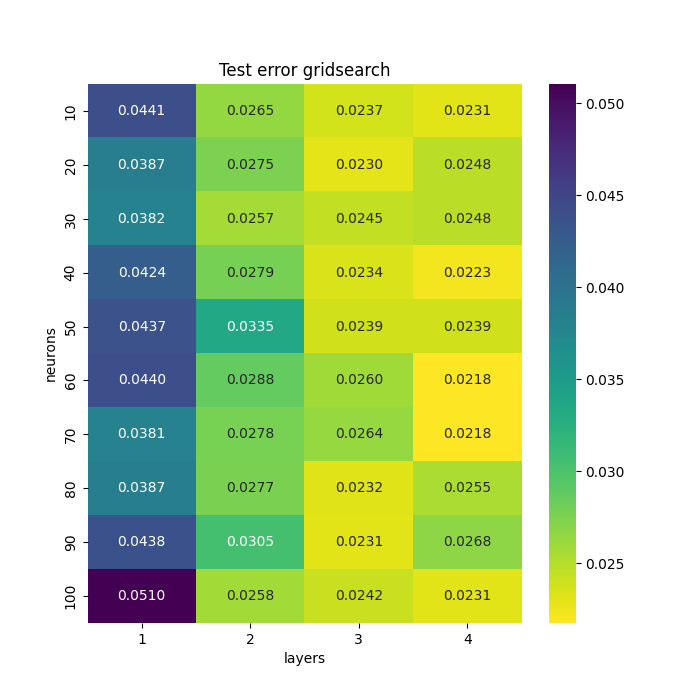 Test error gridsearch
10 0.0441 0.0265 0.0237 0.0231
20 0.0387 0.0275 0.0230 0.0248
30 0.0382 0.0257 0.0245 0.0248
40 0.0424 0.0279 0.0234 0.0223
50 0.0437 0.0335 0.0239 0.0239
60 0.0440 0.0288 0.0260 0.0218
70 0.0381 0.0278 0.0264 0.0218
80 0.0387 0.0277 0.0232 0.0255
90 0.0438 0.0305 0.0231 0.0268
100 0.0510 0.0258 0.0242 0.0231
neurons
1 2 3 4
layers
0.050
0.045
0.040
0.035
0.030
0.025